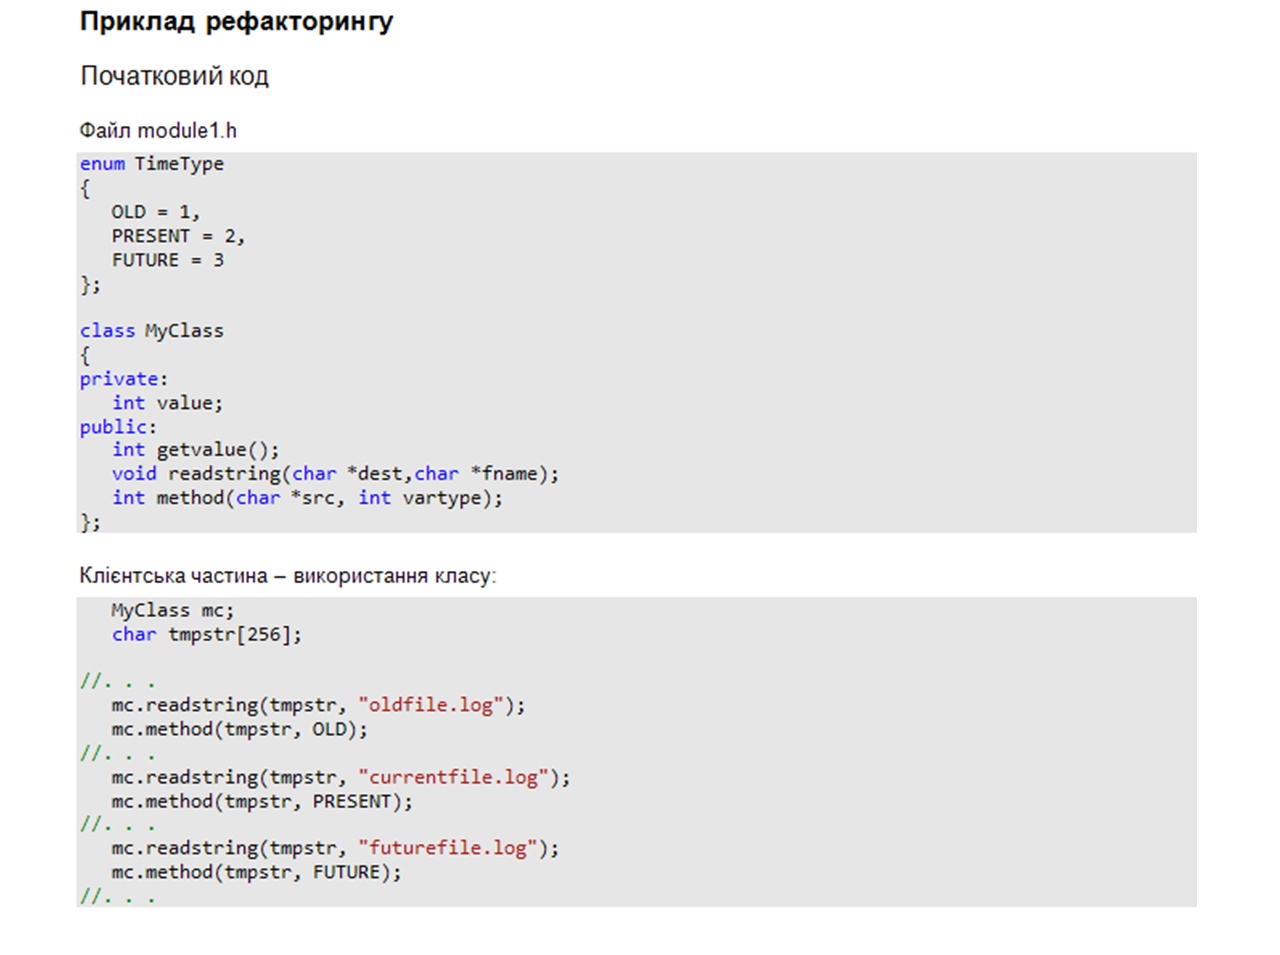 Приклад рефакторингу
Початковий код
Файл module1.h
enum TimeType
{
   OLD = 1,
   PRESENT = 2,
   FUTURE = 3
};
class MyClass
{
private:
   int value;
public:
   int getvalue();
   void readstring(char *dest,char *fname);
   int method(char *src, int vartype);
};
Клієнтська частина – використання класу:
   MyClass mc;
   char tmpstr[256];
//. . .
   mc.readstring(tmpstr, "oldfile.log");
   mc.method(tmpstr, OLD);
//. . .
   mc.readstring(tmpstr, "currentfile.log");
   mc.method(tmpstr, PRESENT);
//. . .
   mc.readstring(tmpstr, "futurefile.log");
   mc.method(tmpstr, FUTURE);
//. . .